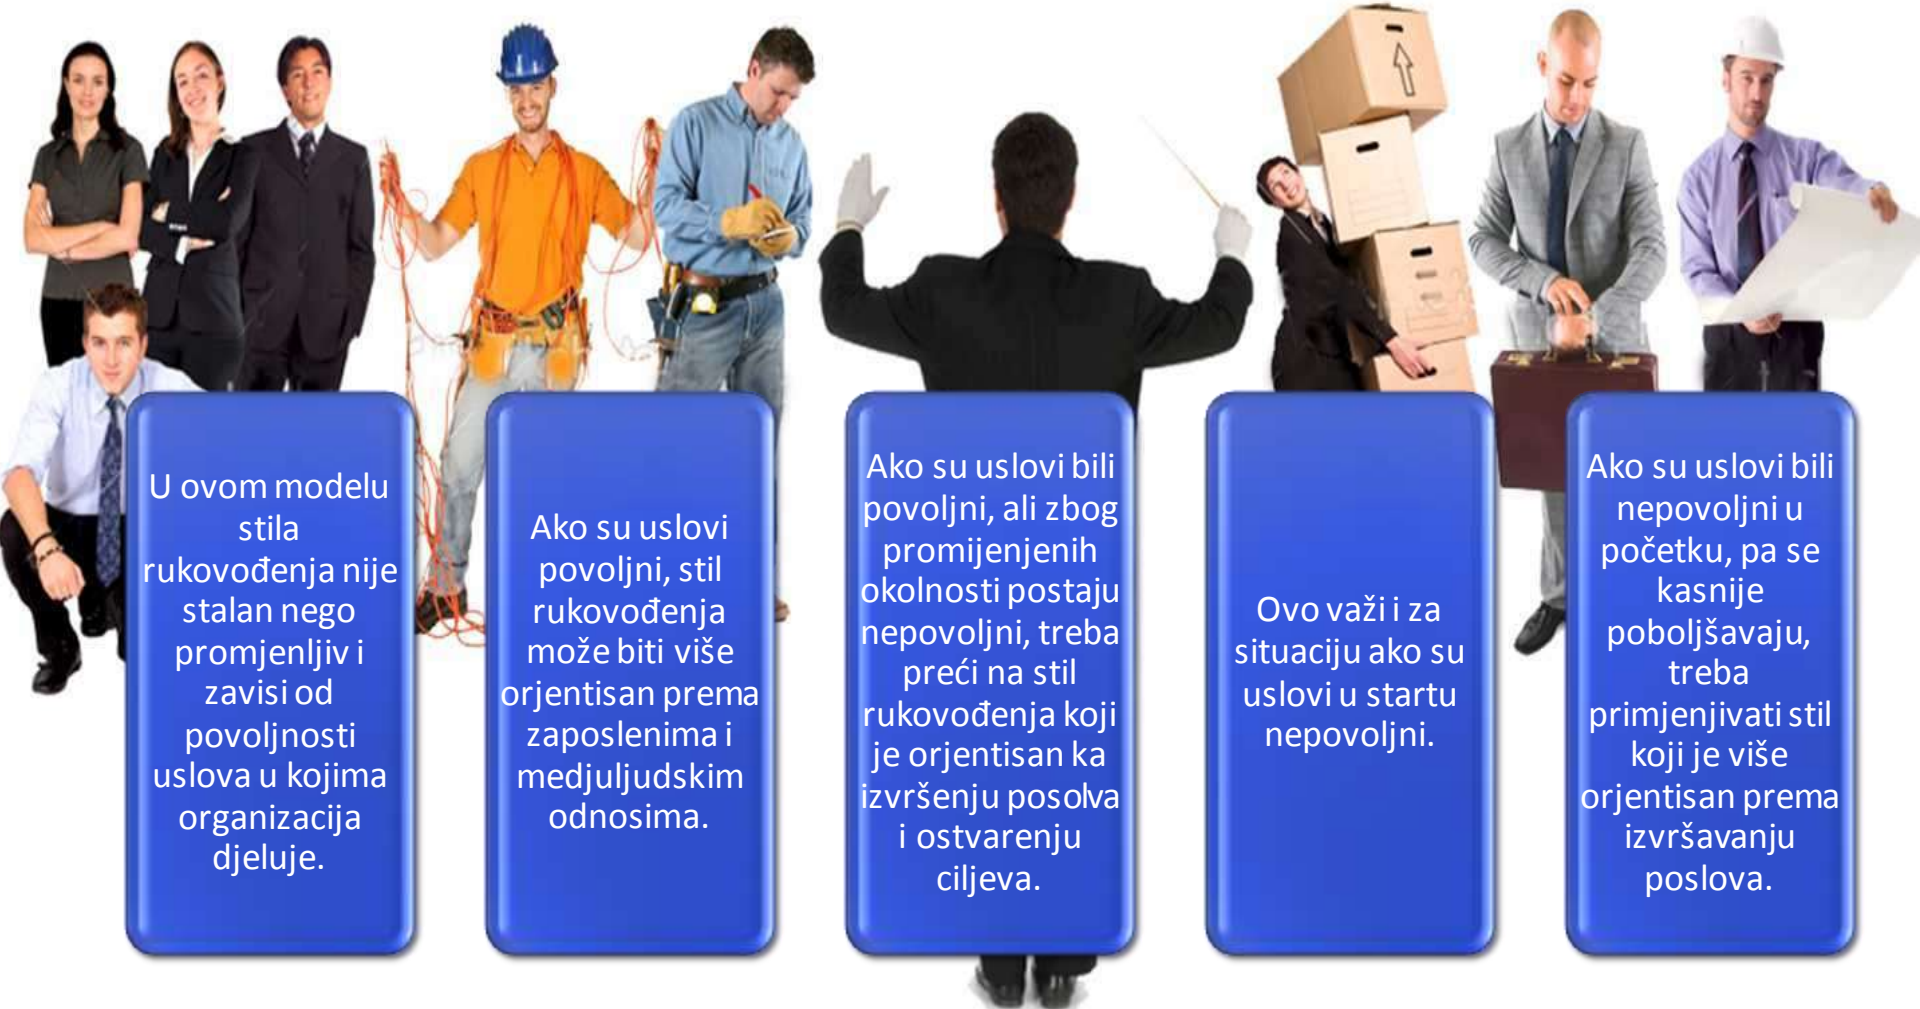 U ovom modelu
stila
rukovođenja nije
stalan nego
promjenljiv i
zavisi od
povoljnosti
uslova u kojima
organizacija
djeluje.
Ako su uslovi
povoljni, stil
rukovođenja
može biti više
orjentisan prema
zaposlenima i
medjuljudskim
odnosima.
Ako su uslovi bili
povoljni, ali zbog
promijenjenih
okolnosti postaju
nepovoljni, treba
preći na stil
rukovođenja koji
je orjentisan ka
izvršenju posolva
i ostvarenju
ciljeva.
Ovo važi i za
situaciju ako su
uslovi u startu
nepovoljni.
Ako su uslovi bili
nepovoljni u
početku, pa se
kasnije
poboljšavaju,
treba
primjenjivati stil
koji je više
orjentisan prema
izvršavanju
poslova.